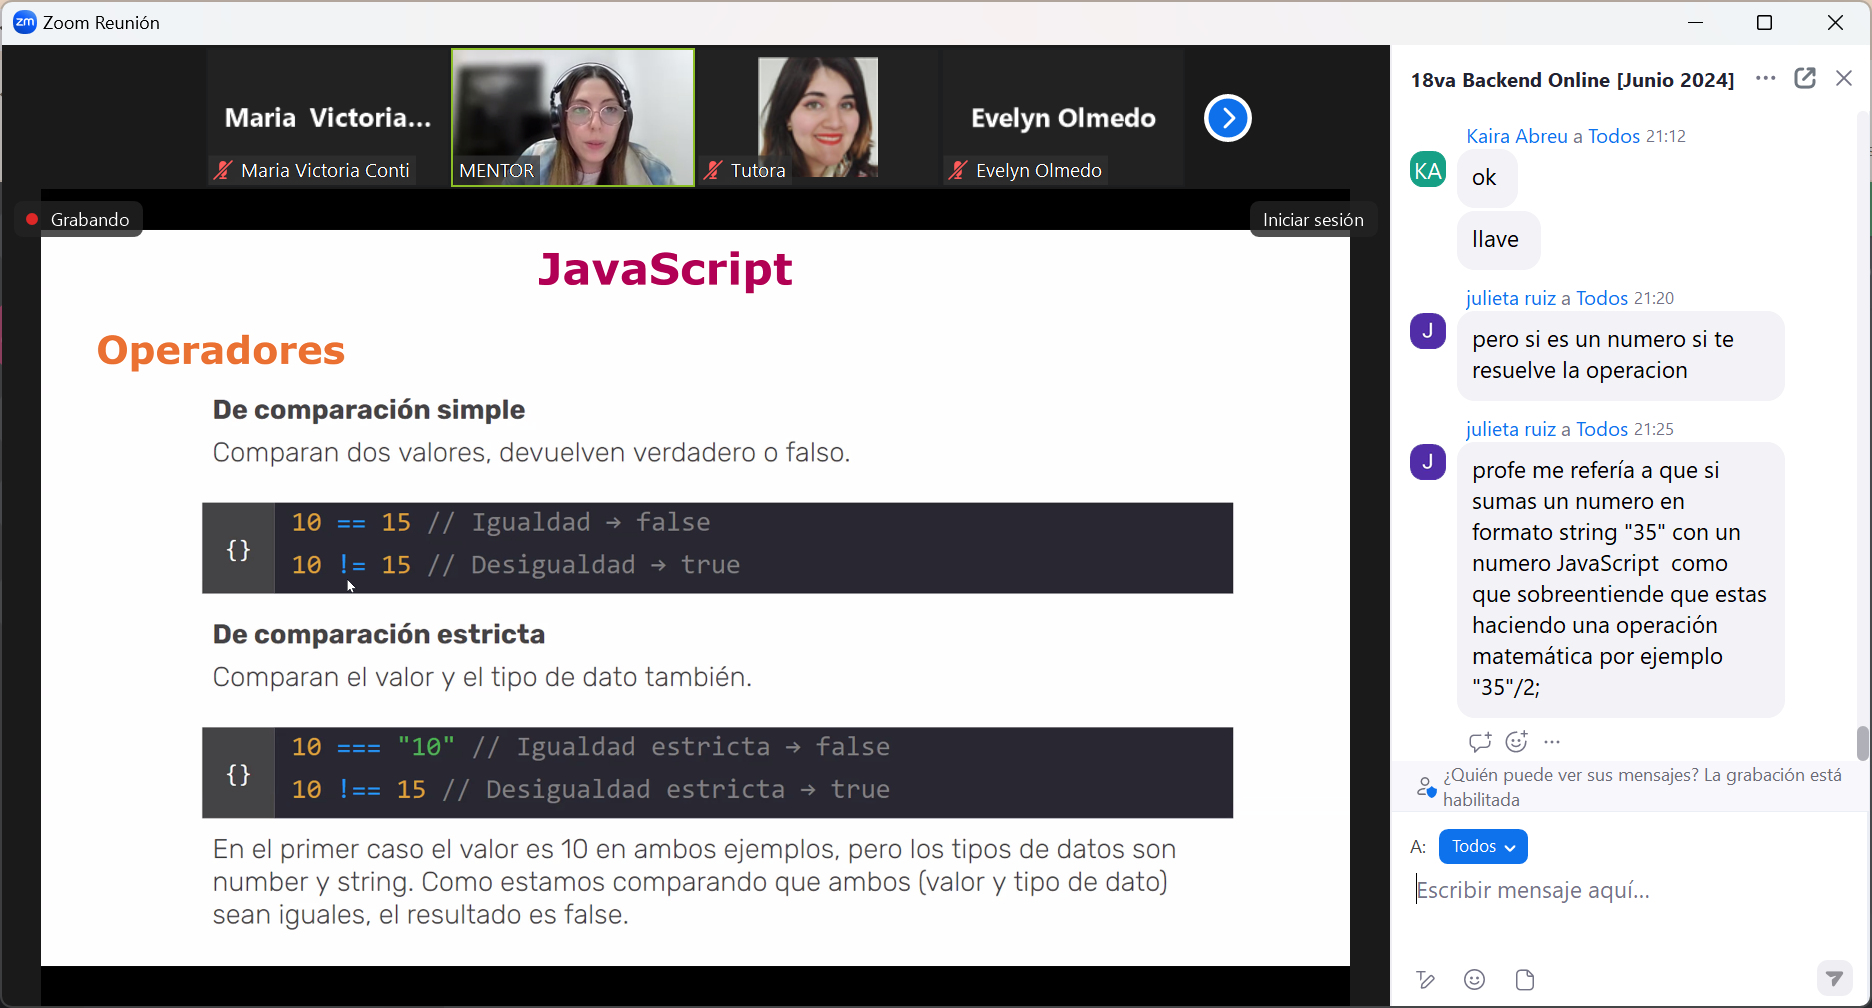 zm Zoom Reunión
Maria Victoria...
Maria Victoria Conti
MENTOR
Tutora
Evelyn Olmedo
Evelyn Olmedo
Grabando
Iniciar sesión
JavaScript
Operadores
De comparación simple
Comparan dos valores, devuelven verdadero o falso.
{}
10 == 15 // Igualdad → false
10 != 15 // Desigualdad → true
De comparación estricta
Comparan el valor y el tipo de dato también.
{}
10 === "10" // Igualdad estricta → false
10 !== 15 // Desigualdad estricta → true
En el primer caso el valor es 10 en ambos ejemplos, pero los tipos de datos son
number y string. Como estamos comparando que ambos (valor y tipo de dato)
sean iguales, el resultado es false.
18va Backend Online [Junio 2024]
Kaira Abreu a Todos 21:12
KA
ok
llave
julieta ruiz a Todos 21:20
J
pero si es un numero si te
resuelve la operacion
julieta ruiz a Todos 21:25
J
profe me refería a que si
sumas un numero en
formato string "35" con un
numero JavaScript como
que sobreentiende que estas
haciendo una operación
matemática por ejemplo
"35"/2;
¿Quién puede ver sus mensajes? La grabación está
habilitada
A: Todos
Escribir mensaje aquí...